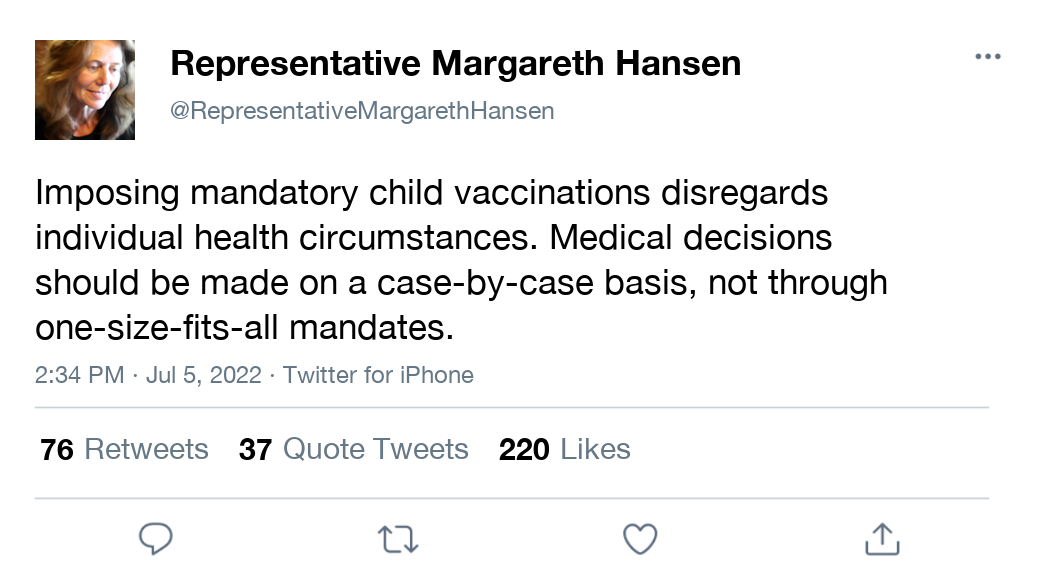 Representative Margareth Hansen
@RepresentativeMargarethHansen
Imposing mandatory child vaccinations disregards
individual health circumstances. Medical decisions
should be made on a case-by-case basis, not through
one-size-fits-all mandates.
2:34 PM · Jul 5, 2022 · Twitter for iPhone
76 Retweets 37 Quote Tweets 220 Likes